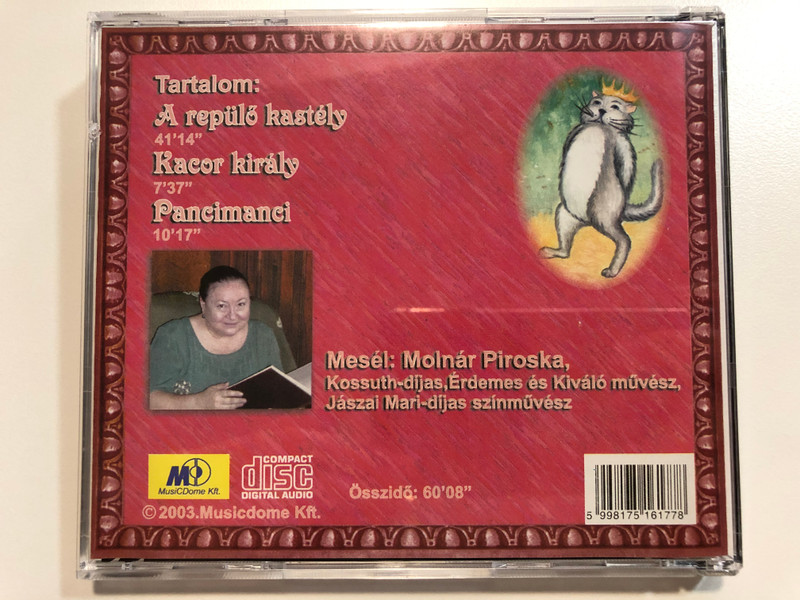 Tartalom:
A repülő kastély
41'14"
Kacor király
7'37"
Pancimanci
10'17"
Mesél: Molnár Piroska,
Kossuth-díjas,Érdemes és Kiváló művész,
Jászai Mari-díjas színművész
MD
MusiCDome Kft.
COMPACT
disc
DIGITAL AUDIO
Összidő: 60'08"
© 2003.Musicdome Kft.
5 998175 161778